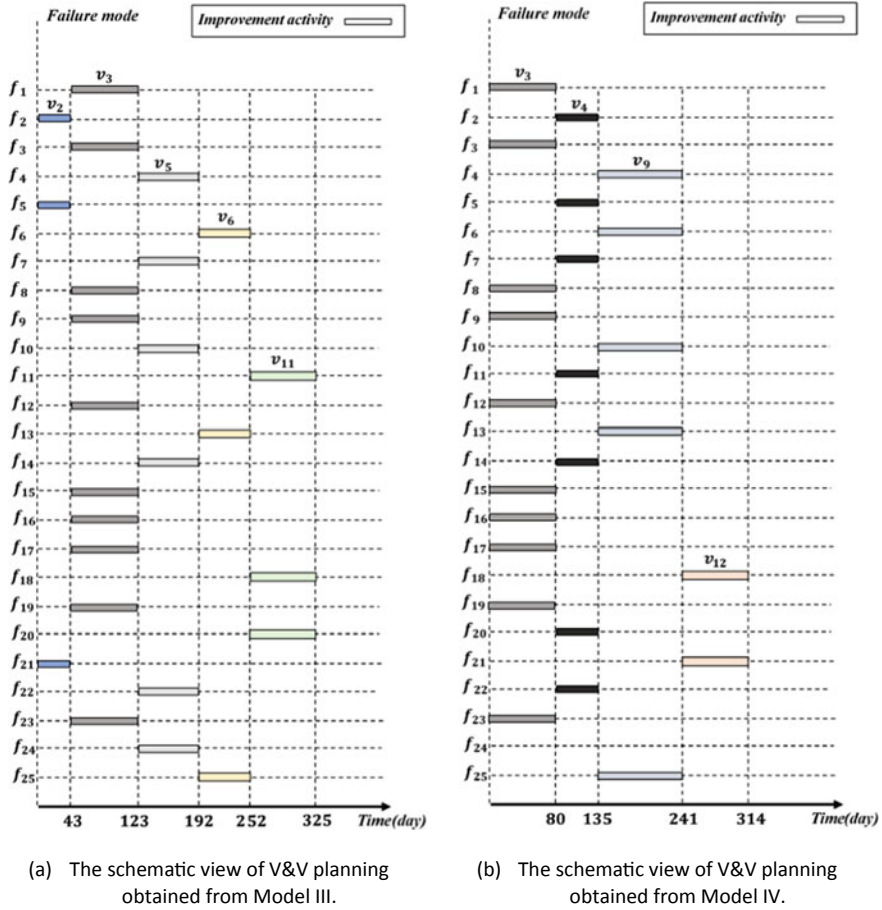 Failure mode
Improvement activity
v3
f1
v2
f2
f3
v5
f4
f5
v6
f6
f7
f8
f9
f10
v11
f11
f12
f13
f14
f15
f16
f17
f18
f19
f20
f21
f22
f23
f24
f25
43 123 192 252 325 Time(day)
(a) The schematic view of V&V planning
obtained from Model III.
Failure mode
Improvement activity
v3
f1
v4
f2
f3
v9
f4
f5
f6
f7
f8
f9
f10
f11
f12
f13
f14
f15
f16
f17
v12
f18
f19
f20
f21
f22
f23
f24
f25
80 135 241 314 Time(day)
(b) The schematic view of V&V planning
obtained from Model IV.